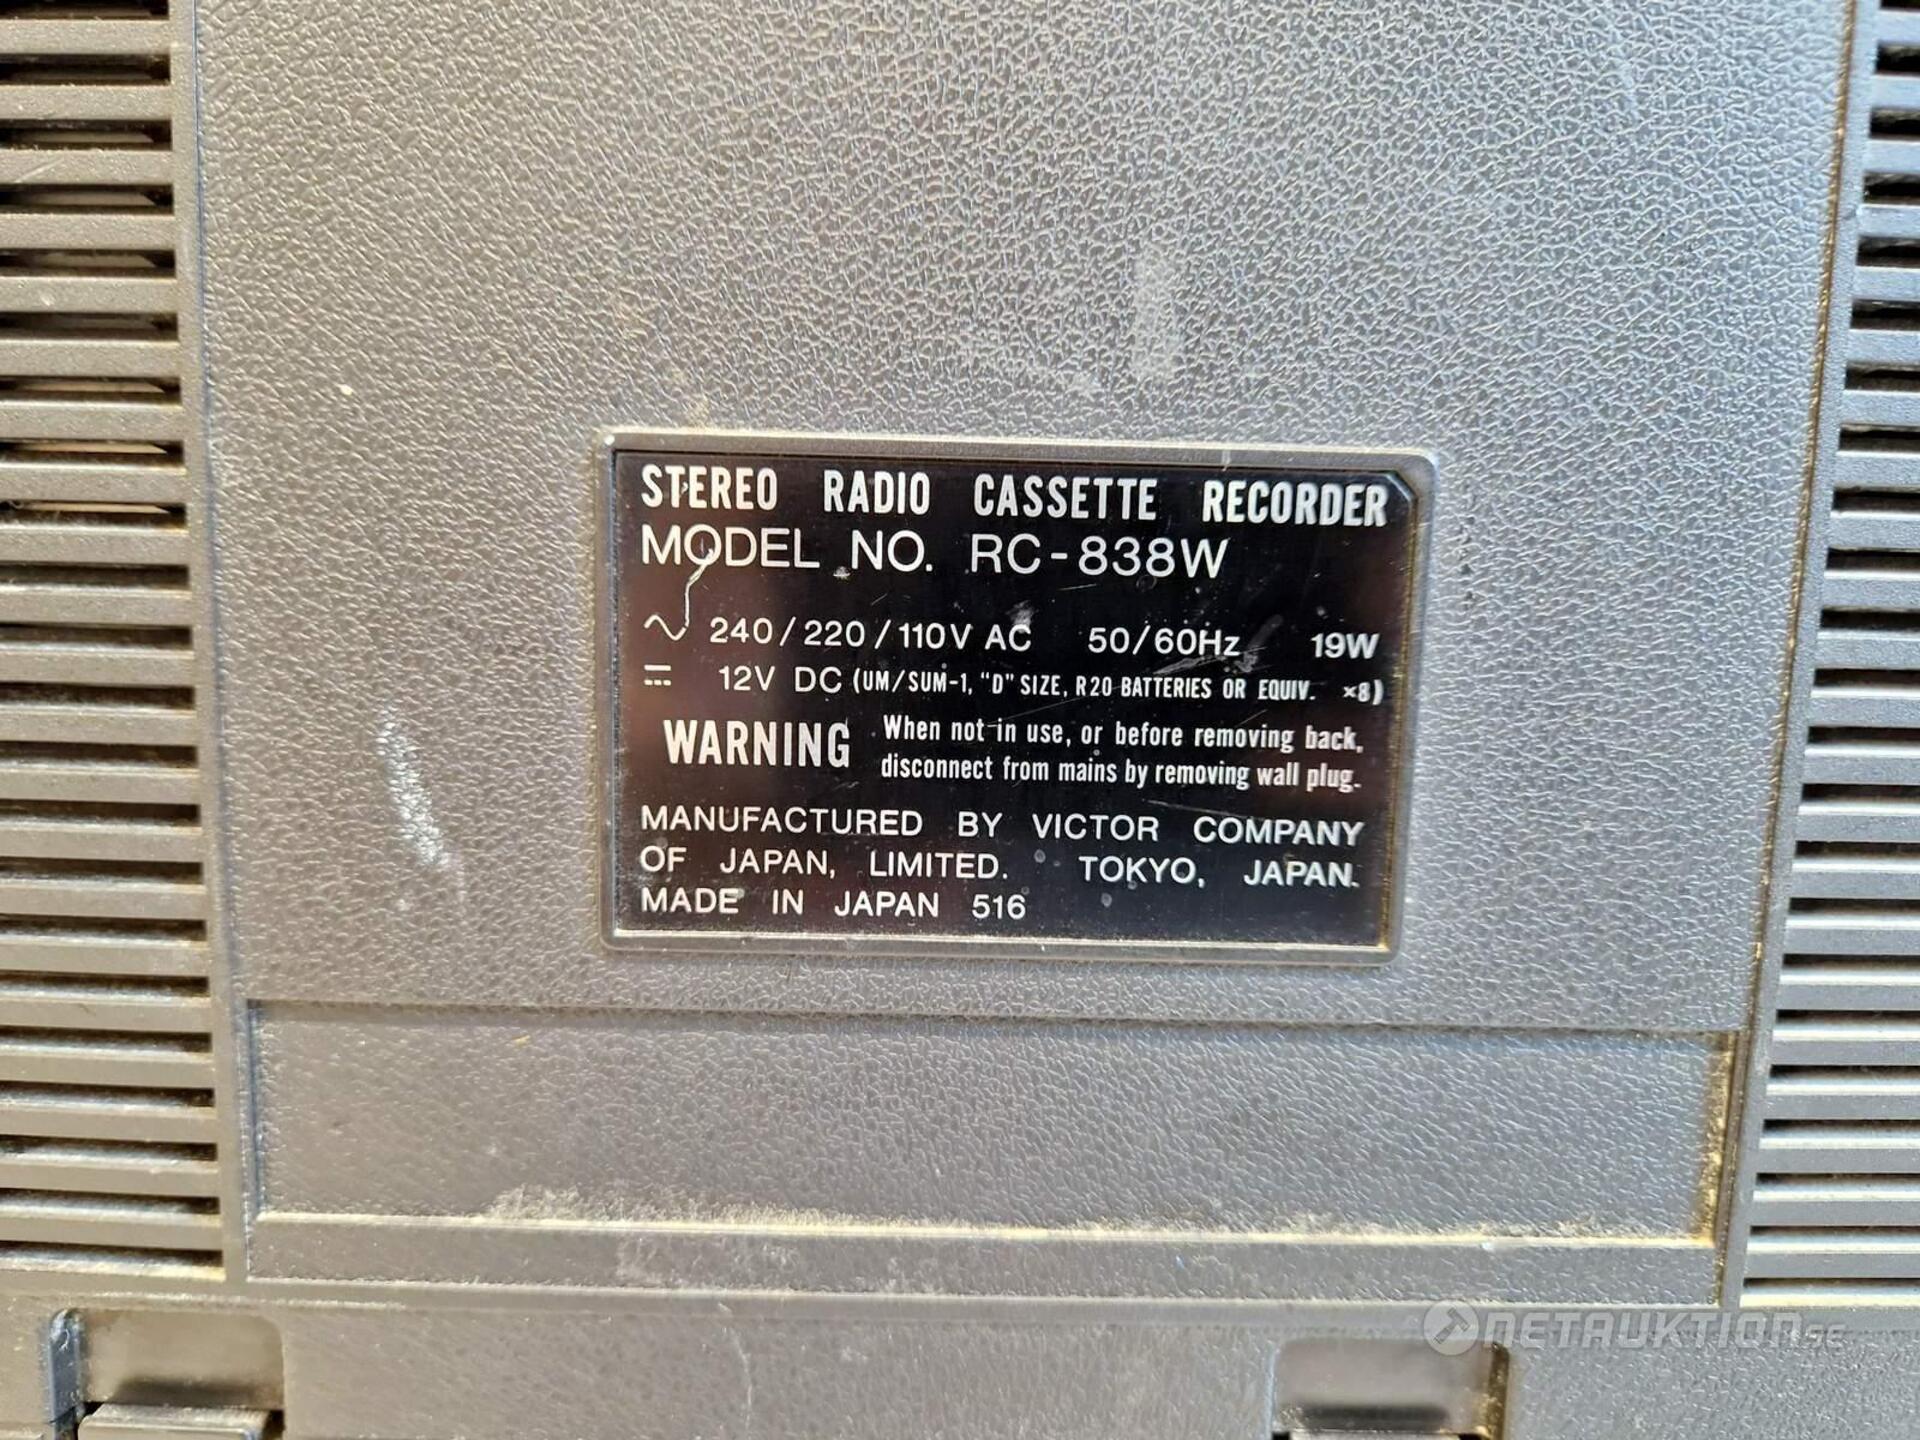 STEREO RADIO CASSETTE RECORDER
MODEL NO. RC-838W
~ 240/220/110V AC 50/60Hz 19W
⎓ 12V DC (UM/SUM-1, "D" SIZE, R20 BATTERIES OR EQUIV. ×8)
WARNING When not in use, or before removing back,
disconnect from mains by removing wall plug.
MANUFACTURED BY VICTOR COMPANY
OF JAPAN, LIMITED. TOKYO, JAPAN.
MADE IN JAPAN 516
NETAUKTION.SE